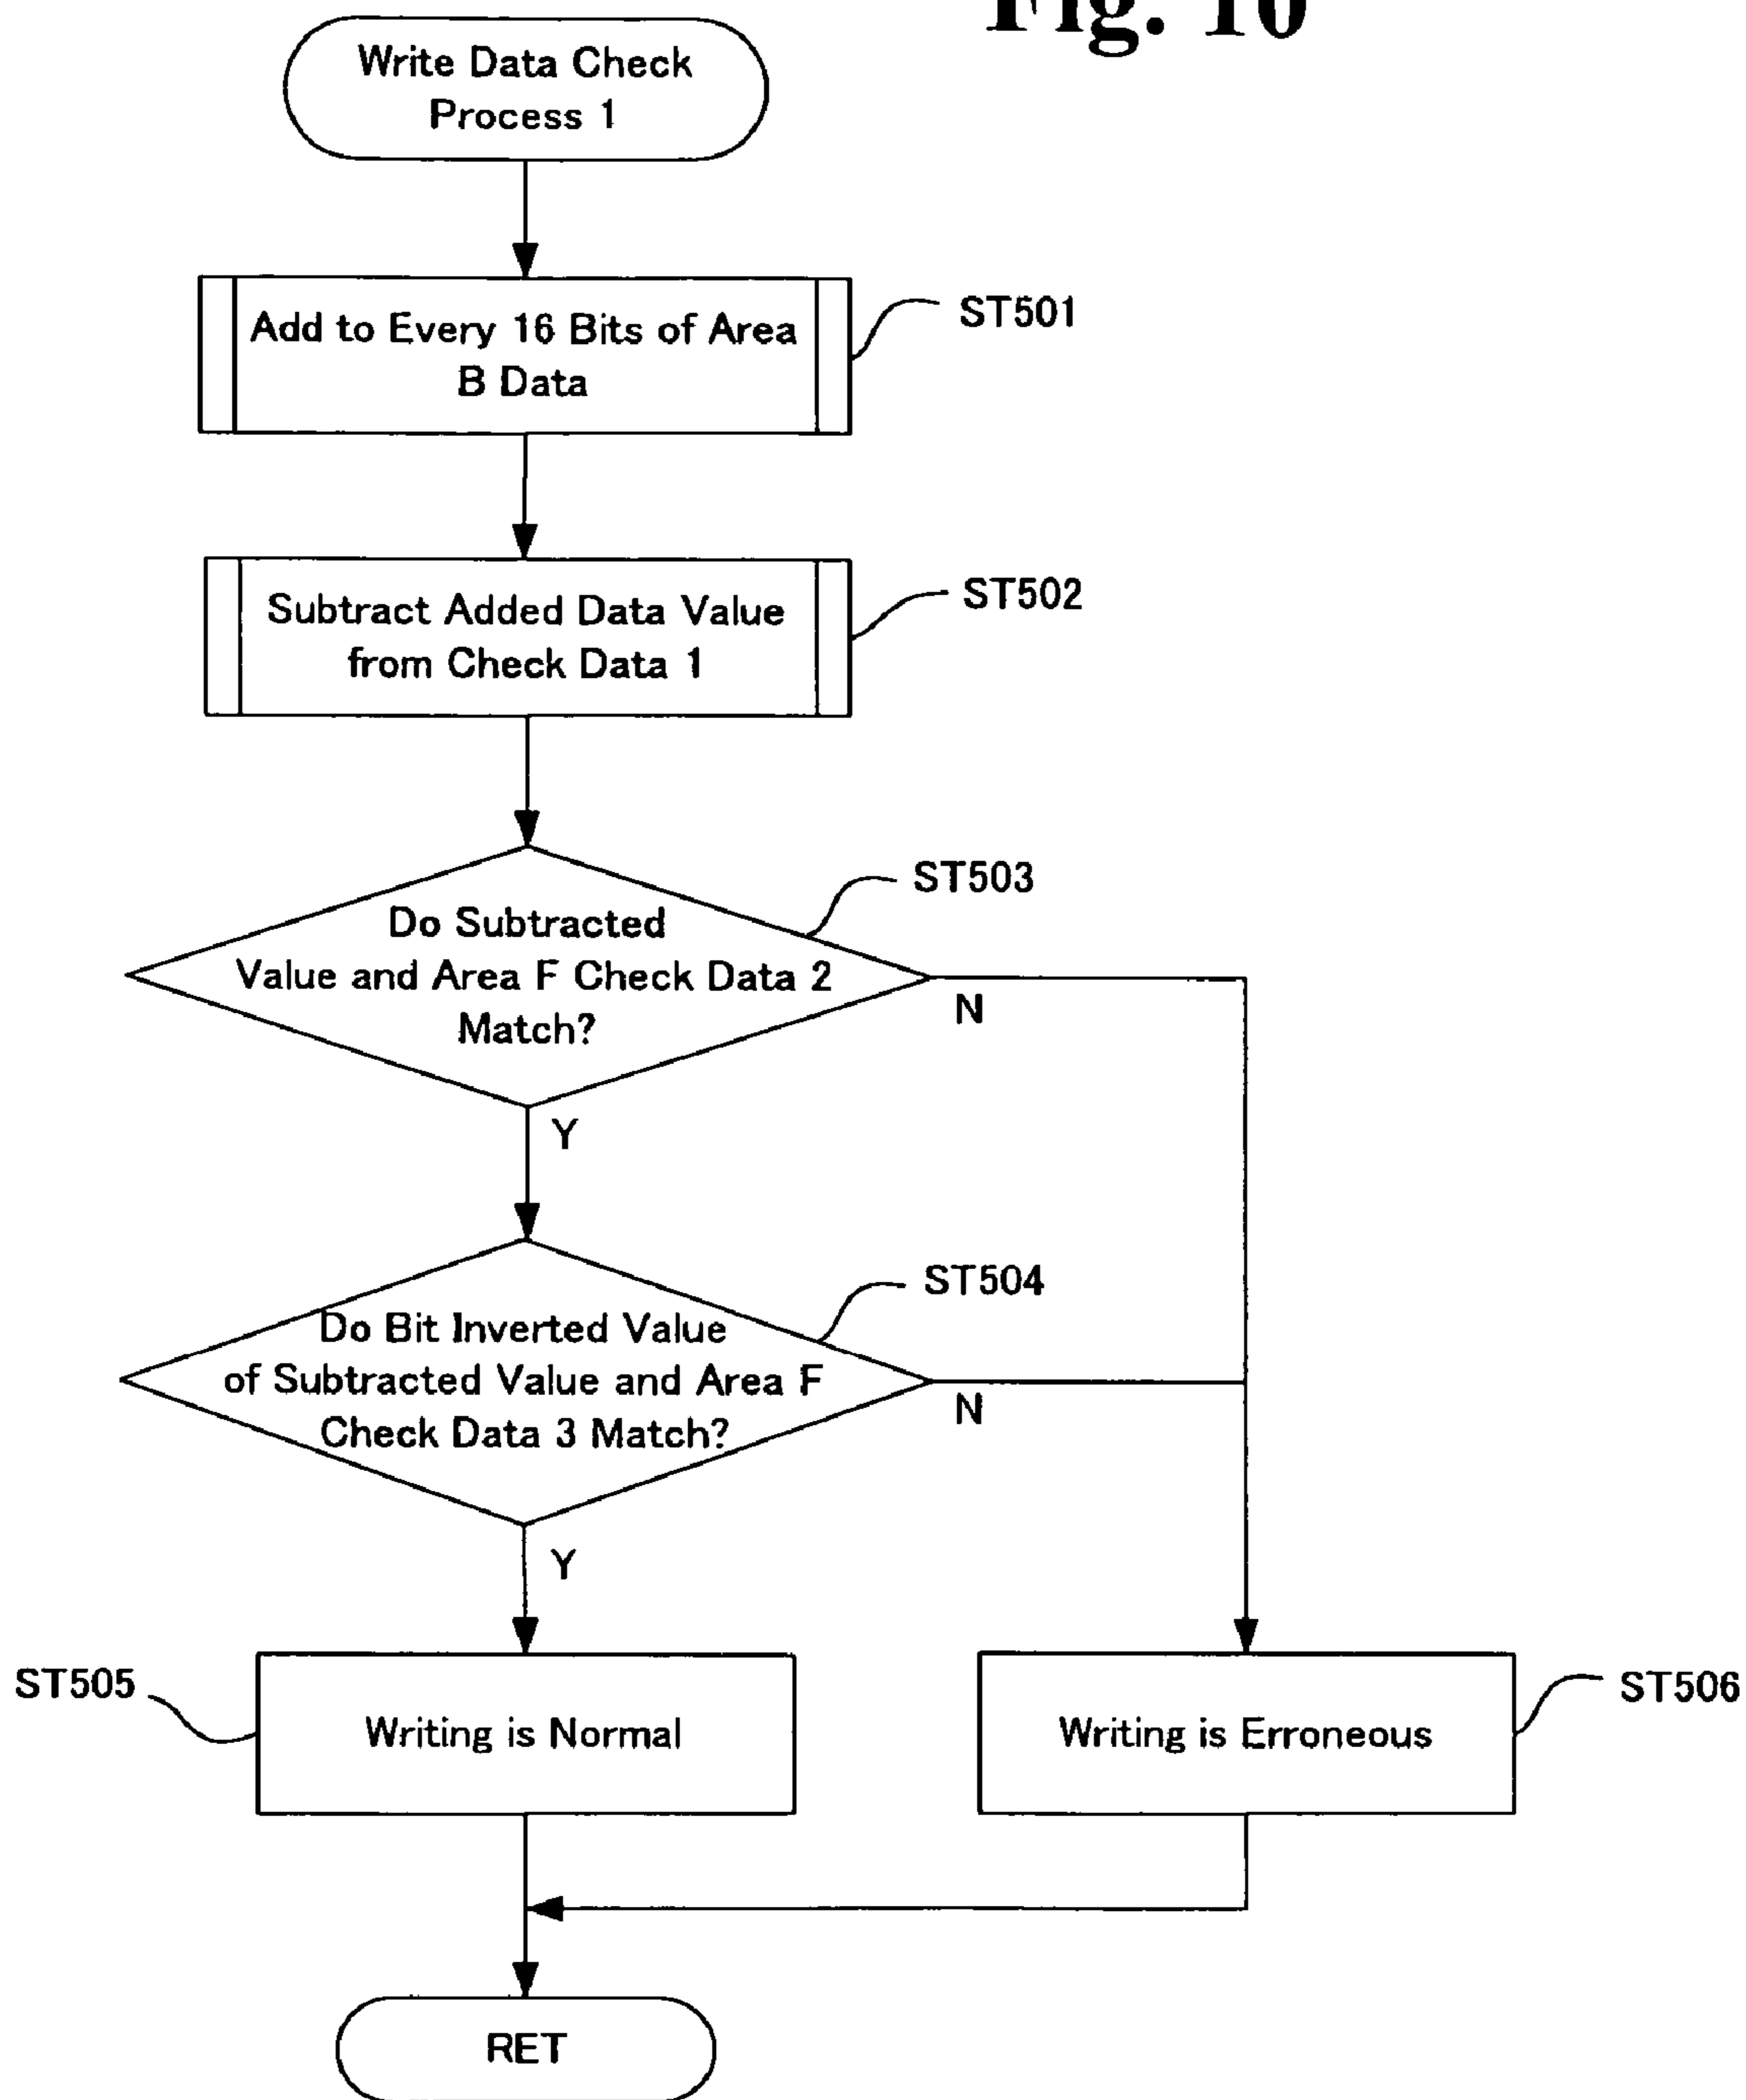 Fig. 10
Write Data Check
Process 1
Add to Every 16 Bits of Area
B Data
ST501
Subtract Added Data Value
from Check Data 1
ST502
ST503
Do Subtracted
Value and Area F Check Data 2
Match?
N
Y
ST504
Do Bit Inverted Value
of Subtracted Value and Area F
Check Data 3 Match?
N
Y
ST505
Writing is Normal
Writing is Erroneous
ST506
RET